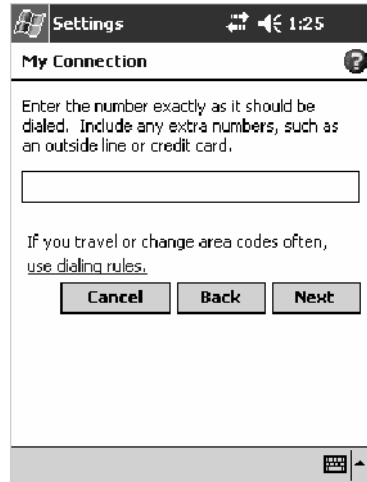 Settings 1:25
My Connection
Enter the number exactly as it should be
dialed. Include any extra numbers, such as
an outside line or credit card.
If you travel or change area codes often,
use dialing rules.
Cancel Back Next